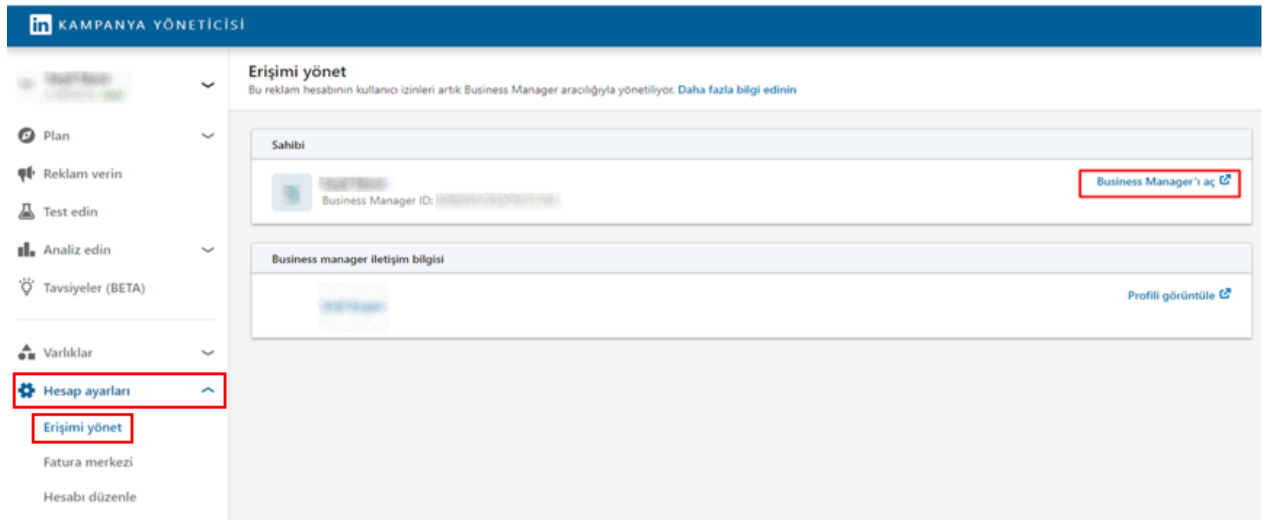 in KAMPANYA YÖNETİCİSİ
Erişimi yönet
Bu reklam hesabının kullanıcı izinleri artık Business Manager aracılığıyla yönetiliyor. Daha fazla bilgi edinin
Plan
Reklam verin
Test edin
Analiz edin
Tavsiyeler (BETA)
Varlıklar
Hesap ayarları
Erişimi yönet
Fatura merkezi
Hesabı düzenle
Sahibi
Business Manager ID:
Business Manager'ı aç
Business manager iletişim bilgisi
Profili görüntüle